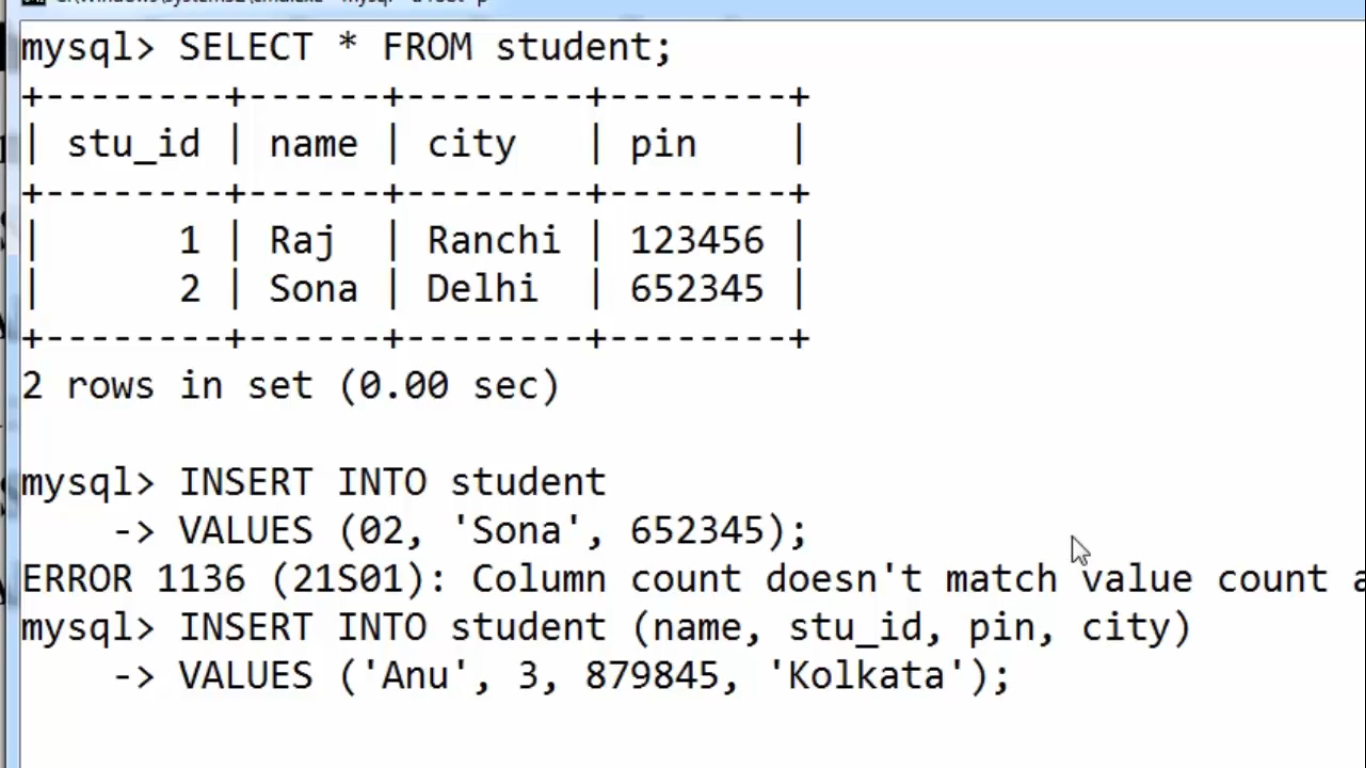 mysql> SELECT * FROM student;
+--------+------+--------+--------+
| stu_id | name | city   | pin    |
+--------+------+--------+--------+
|      1 | Raj  | Ranchi | 123456 |
|      2 | Sona | Delhi  | 652345 |
+--------+------+--------+--------+
2 rows in set (0.00 sec)
mysql> INSERT INTO student
    -> VALUES (02, 'Sona', 652345);
ERROR 1136 (21S01): Column count doesn't match value count a
mysql> INSERT INTO student (name, stu_id, pin, city)
    -> VALUES ('Anu', 3, 879845, 'Kolkata');